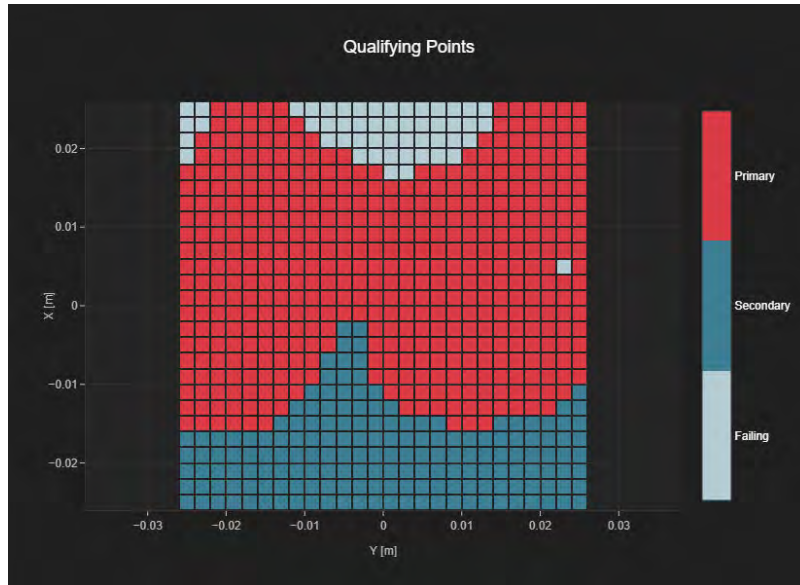 Qualifying Points
X [m]
0.02
0.01
0
−0.01
−0.02
−0.03
−0.02
−0.01
0
0.01
0.02
0.03
Y [m]
Primary
Secondary
Failing